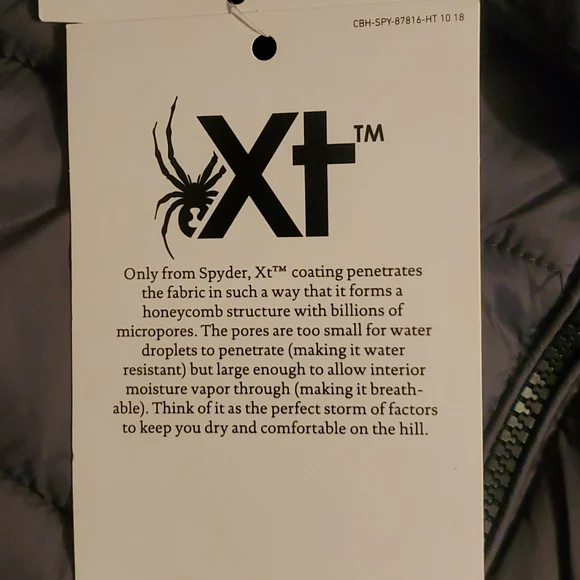 CBH-SPY-87816-HT 10 18
Xt™
Only from Spyder, Xt™ coating penetrates
the fabric in such a way that it forms a
honeycomb structure with billions of
micropores. The pores are too small for water
droplets to penetrate (making it water
resistant) but large enough to allow interior
moisture vapor through (making it breath-
able). Think of it as the perfect storm of factors
to keep you dry and comfortable on the hill.